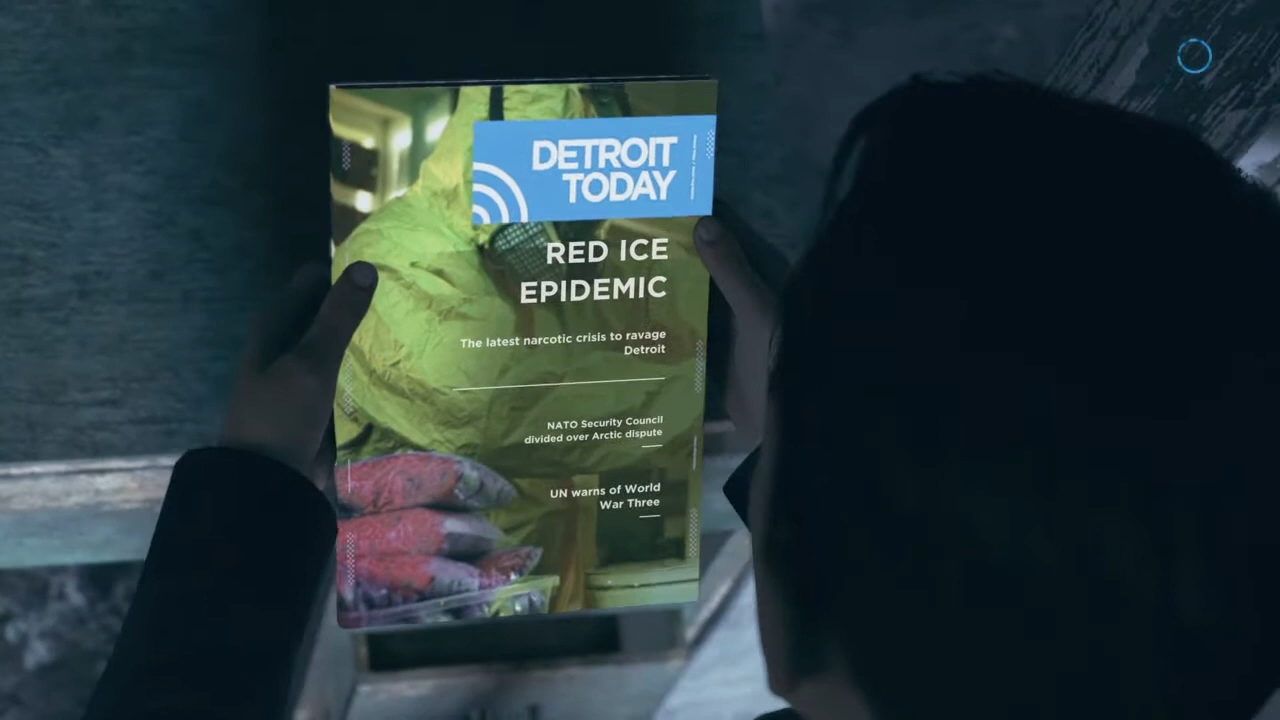 DETROIT
TODAY
RED ICE
EPIDEMIC
The latest narcotic crisis to ravage
Detroit
NATO Security Council
divided over Arctic dispute
UN warns of World
War Three